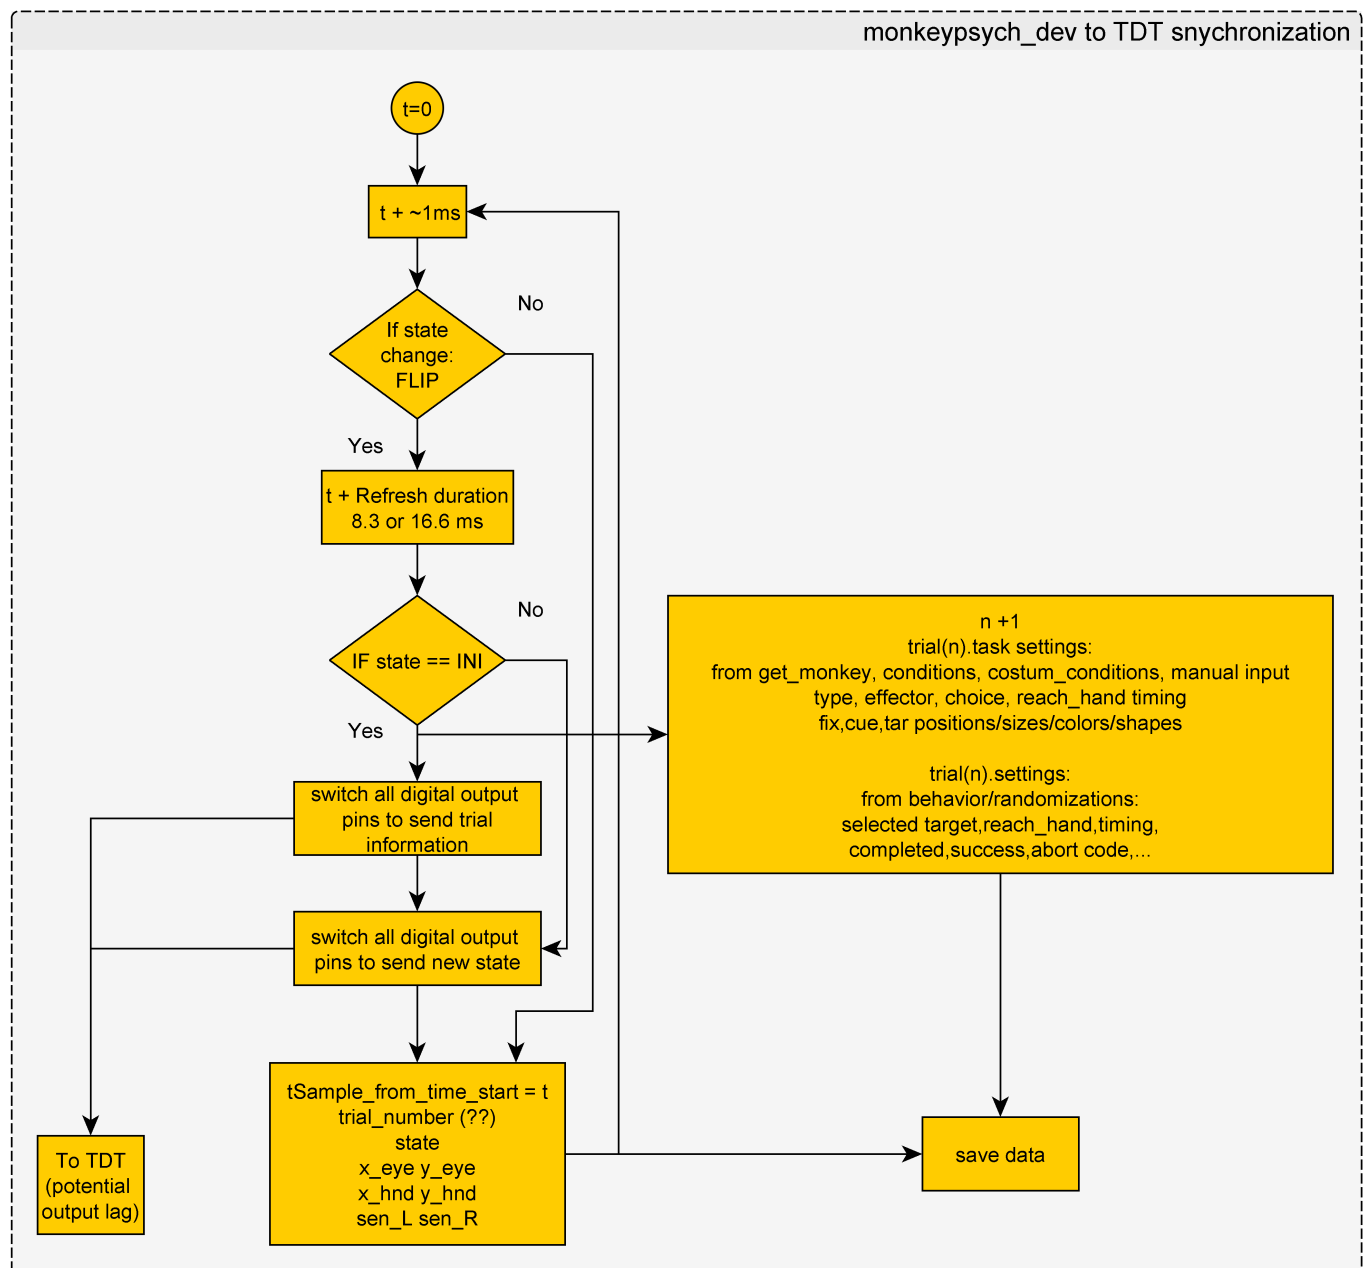 monkeypsych_dev to TDT snychronization
t=0
t + ~1ms
No
If state
change:
FLIP
Yes
t + Refresh duration
8.3 or 16.6 ms
No
IF state == INI
Yes
n +1
trial(n).task settings:
from get_monkey, conditions, costum_conditions, manual input
type, effector, choice, reach_hand timing
fix,cue,tar positions/sizes/colors/shapes
trial(n).settings:
from behavior/randomizations:
selected target,reach_hand,timing,
completed,success,abort code,...
switch all digital output
pins to send trial
information
switch all digital output
pins to send new state
tSample_from_time_start = t
trial_number (??)
state
x_eye y_eye
x_hnd y_hnd
sen_L sen_R
To TDT
(potential
output lag)
save data